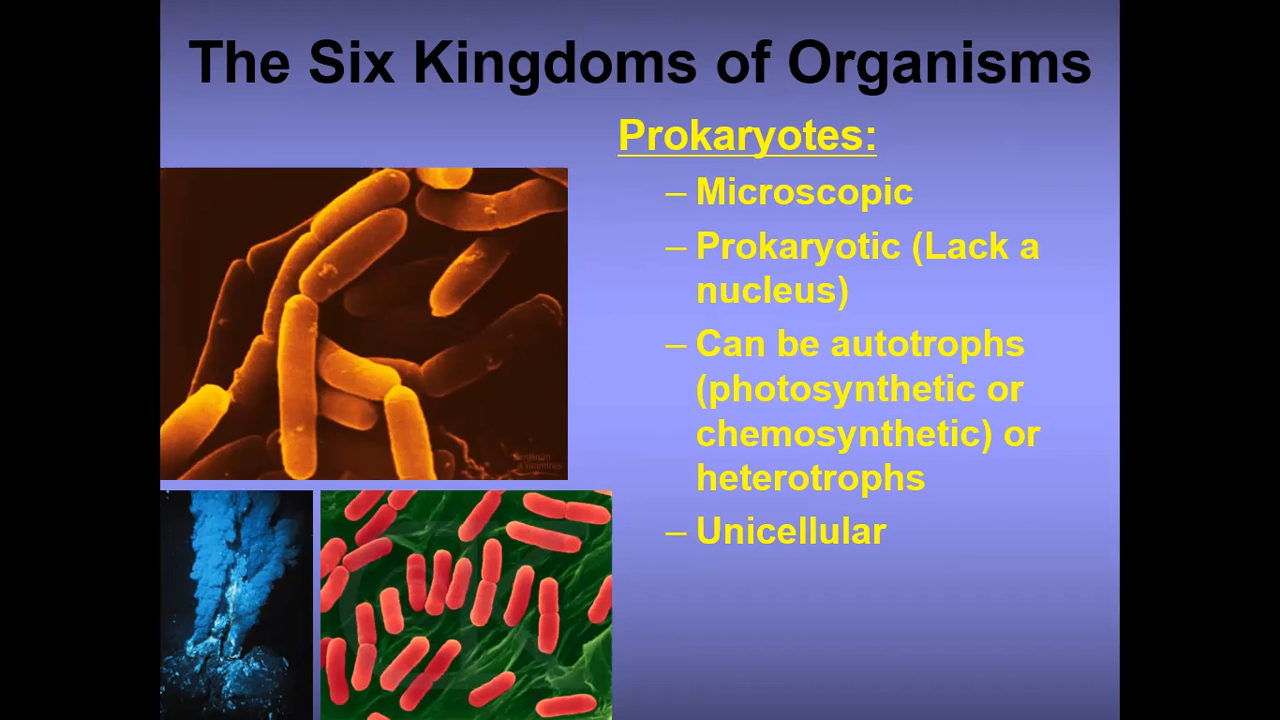 The Six Kingdoms of Organisms
Prokaryotes:
– Microscopic
– Prokaryotic (Lack a
nucleus)
– Can be autotrophs
(photosynthetic or
chemosynthetic) or
heterotrophs
– Unicellular